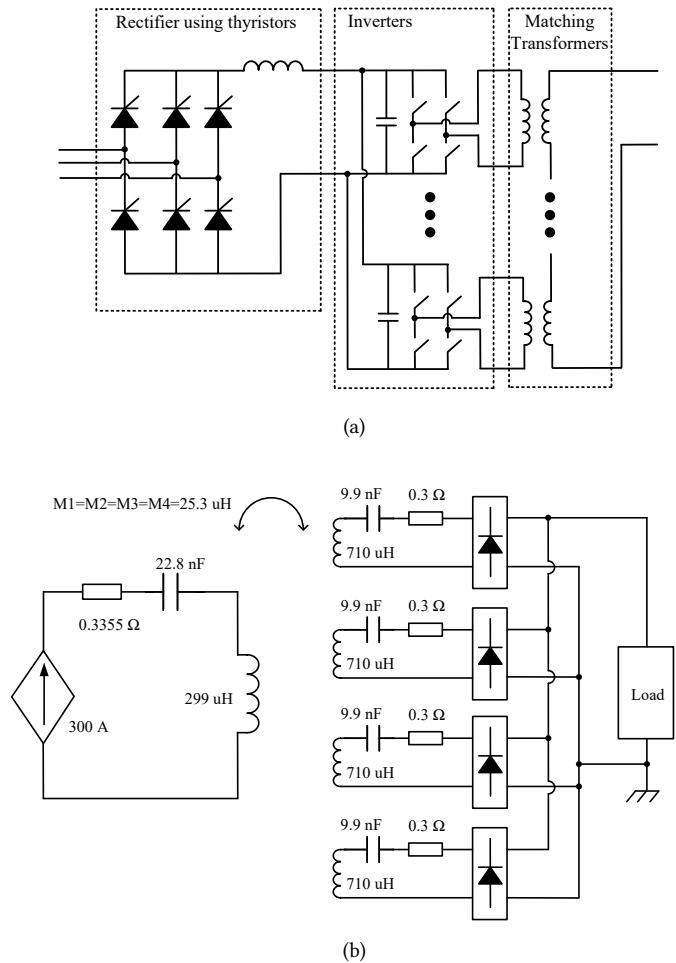 Rectifier using thyristors
Inverters
Matching
Transformers
(a)
M1=M2=M3=M4=25.3 uH
22.8 nF
0.3355 Ω
299 uH
300 A
9.9 nF
0.3 Ω
710 uH
9.9 nF
0.3 Ω
710 uH
9.9 nF
0.3 Ω
710 uH
9.9 nF
0.3 Ω
710 uH
Load
(b)